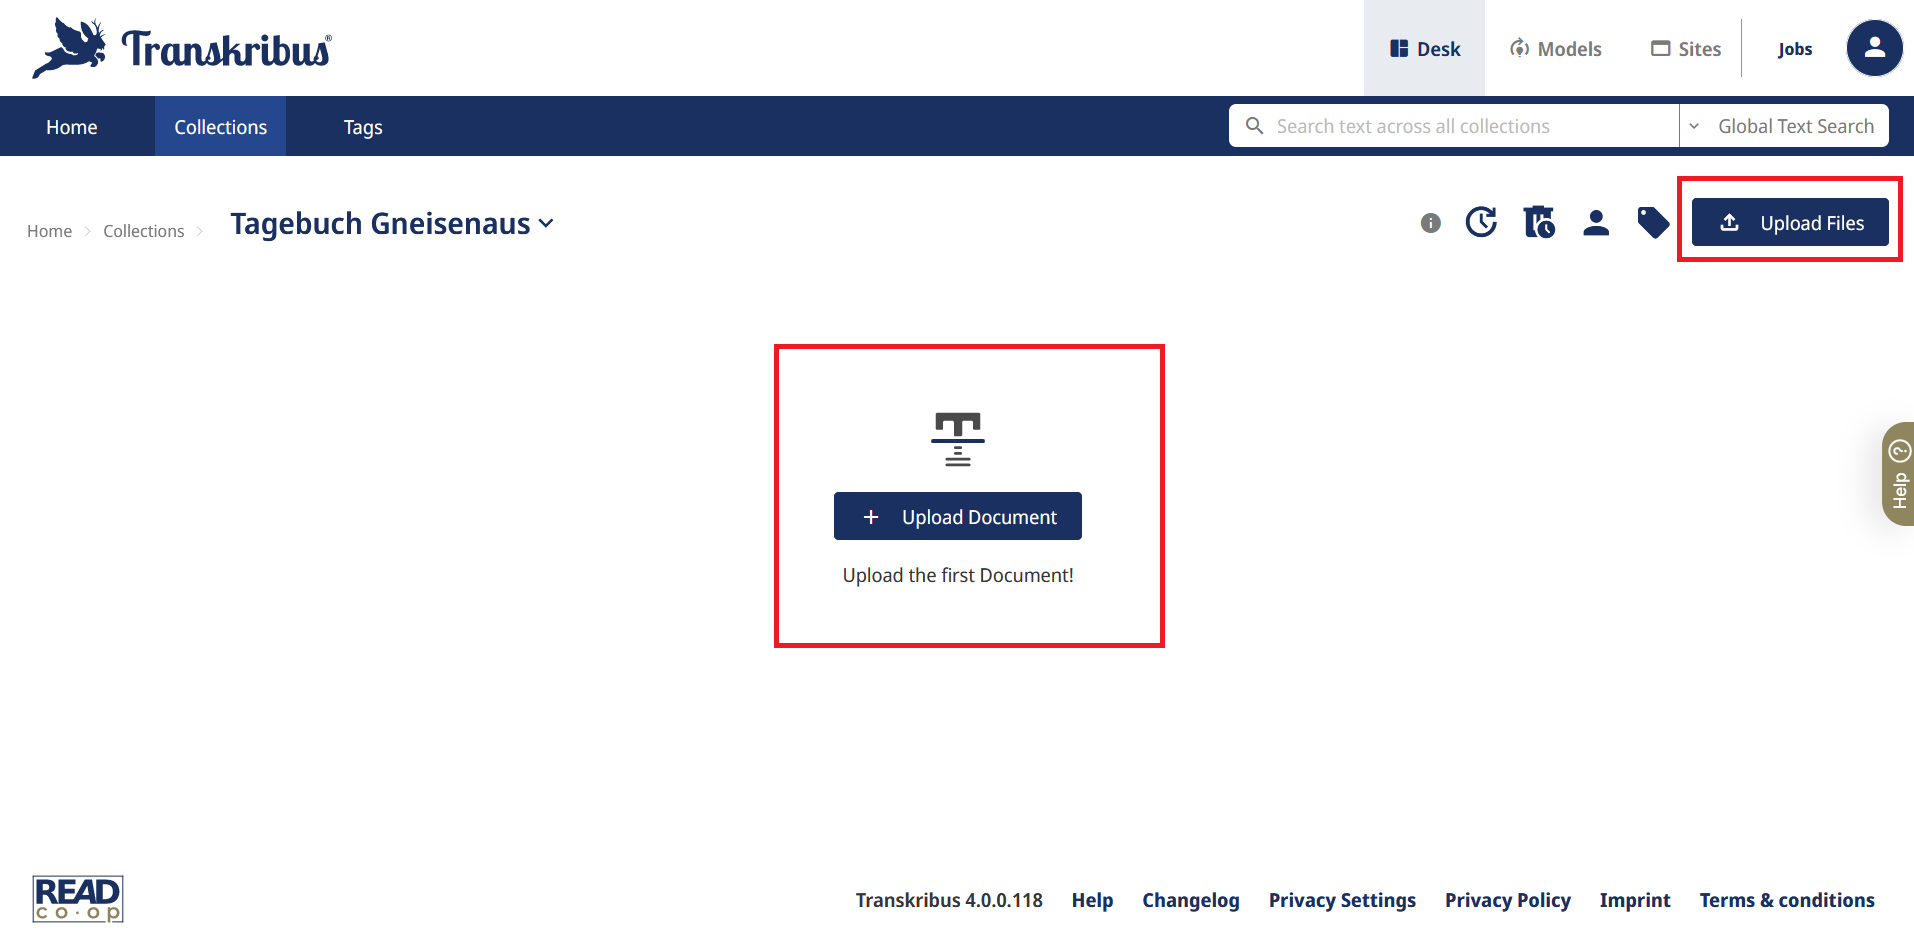 Transkribus®
Desk
Models
Sites
Jobs
Home
Collections
Tags
Search text across all collections
Global Text Search
Home
Collections
Tagebuch Gneisenaus
Upload Files
T
+ Upload Document
Upload the first Document!
Help
READ
co·op
Transkribus 4.0.0.118
Help
Changelog
Privacy Settings
Privacy Policy
Imprint
Terms & conditions